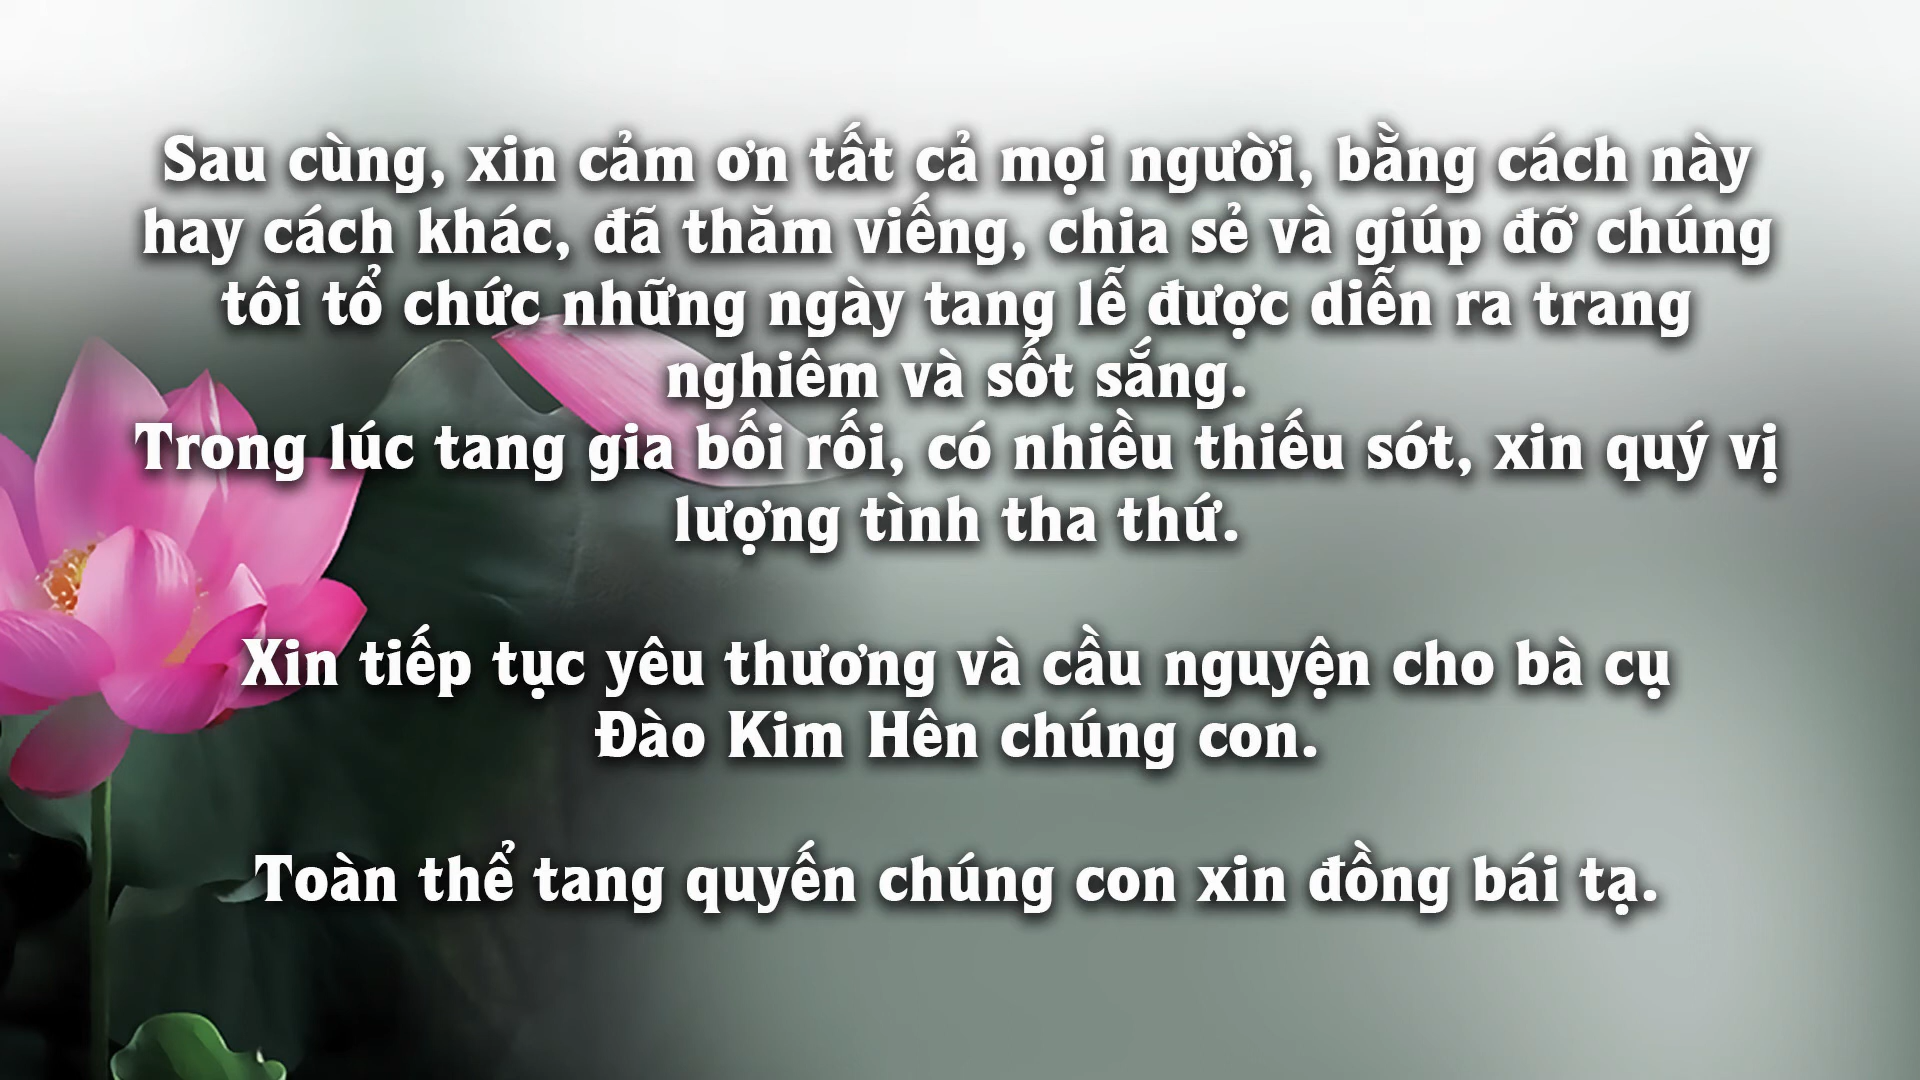 Sau cùng, xin cảm ơn tất cả mọi người, bằng cách này
hay cách khác, đã thăm viếng, chia sẻ và giúp đỡ chúng
tôi tổ chức những ngày tang lễ được diễn ra trang
nghiêm và sốt sắng.
Trong lúc tang gia bối rối, có nhiều thiếu sót, xin quý vị
lượng tình tha thứ.
Xin tiếp tục yêu thương và cầu nguyện cho bà cụ
Đào Kim Hên chúng con.
Toàn thể tang quyến chúng con xin đồng bái tạ.